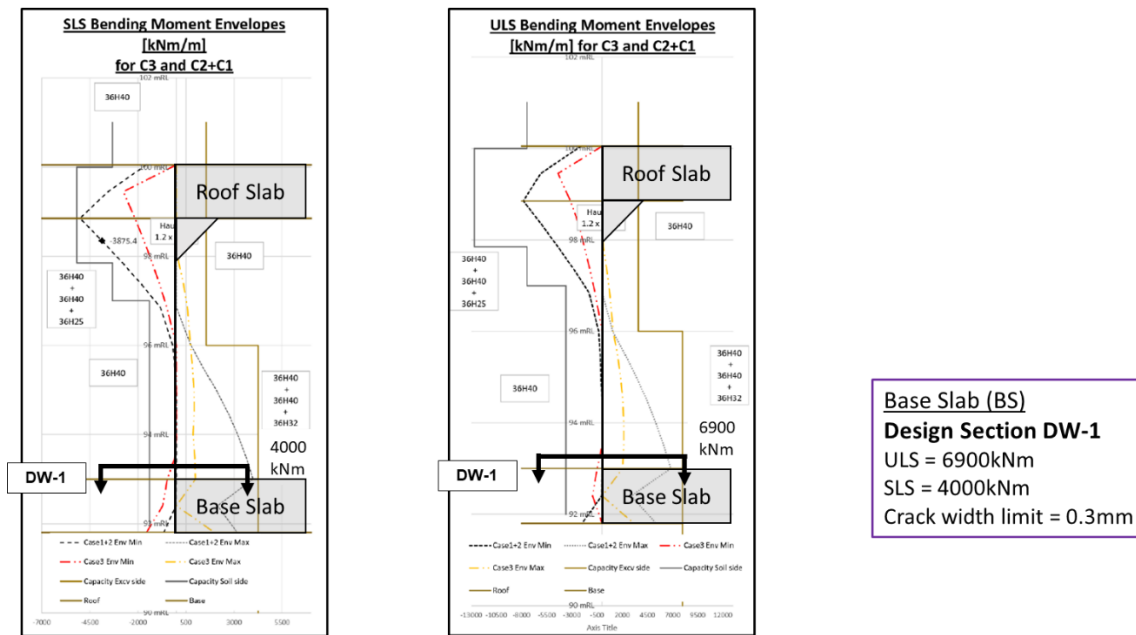 SLS Bending Moment Envelopes
[kNm/m]
for C3 and C2+C1
102 mRL
36H40
100 mRL
Roof Slab
Hau
1.2 x
-3875.4
98 mRL
36H40
36H40
+
36H40
+
36H25
96 mRL
36H40
36H40
+
36H40
+
36H32
94 mRL
4000
kNm
DW-1
Base Slab
Case1+2 Env Min
Case1+2 Env Max
Case3 Env Min
Case3 Env Max
Capacity Excv side
Capacity Soil side
Roof
Base
90 mRL
-7000 -4500 -2000 500 3000 5500
ULS Bending Moment Envelopes
[kNm/m] for C3 and C2+C1
102 mRL
100 mRL
Roof Slab
Hau
1.2 x
98 mRL
36H40
36H40
+
36H40
+
36H25
96 mRL
36H40
36H40
+
36H40
+
36H32
94 mRL
6900
kNm
DW-1
Base Slab
92 mRL
Case1+2 Env Min
Case1+2 Env Max
Case3 Env Min
Case3 Env Max
Capacity Excv side
Capacity Soil side
Roof
Base
90 mRL
-13000 -10500 -8000 -5500 -3000 -500 2000 4500 7000 9500 12000
Axis Title
Base Slab (BS)
Design Section DW-1
ULS = 6900kNm
SLS = 4000kNm
Crack width limit = 0.3mm